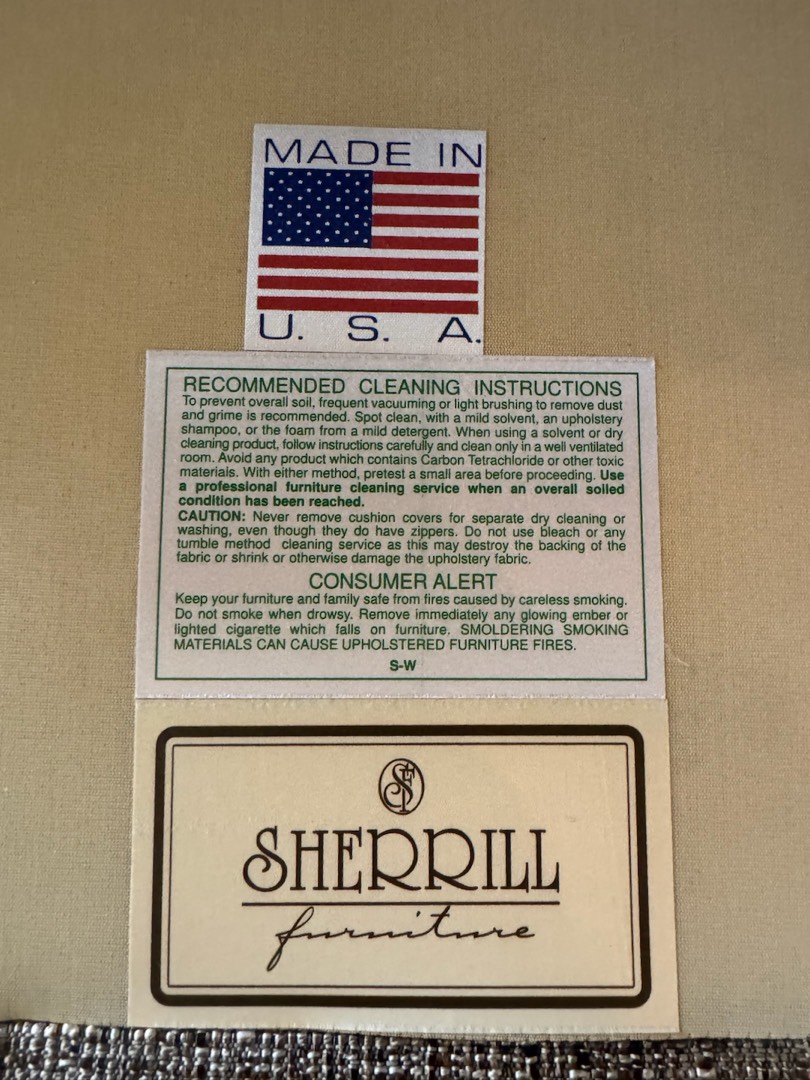 MADE IN
U. S. A.
RECOMMENDED CLEANING INSTRUCTIONS
To prevent overall soil, frequent vacuuming or light brushing to remove dust
and grime is recommended. Spot clean, with a mild solvent, an upholstery
shampoo, or the foam from a mild detergent. When using a solvent or dry
cleaning product, follow instructions carefully and clean only in a well ventilated
room. Avoid any product which contains Carbon Tetrachloride or other toxic
materials. With either method, pretest a small area before proceeding. Use
a professional furniture cleaning service when an overall soiled
condition has been reached.
CAUTION: Never remove cushion covers for separate dry cleaning or
washing, even though they do have zippers. Do not use bleach or any
tumble method cleaning service as this may destroy the backing of the
fabric or shrink or otherwise damage the upholstery fabric.
CONSUMER ALERT
Keep your furniture and family safe from fires caused by careless smoking.
Do not smoke when drowsy. Remove immediately any glowing ember or
lighted cigarette which falls on furniture. SMOLDERING SMOKING
MATERIALS CAN CAUSE UPHOLSTERED FURNITURE FIRES.
S-W
SHERRILL
furniture